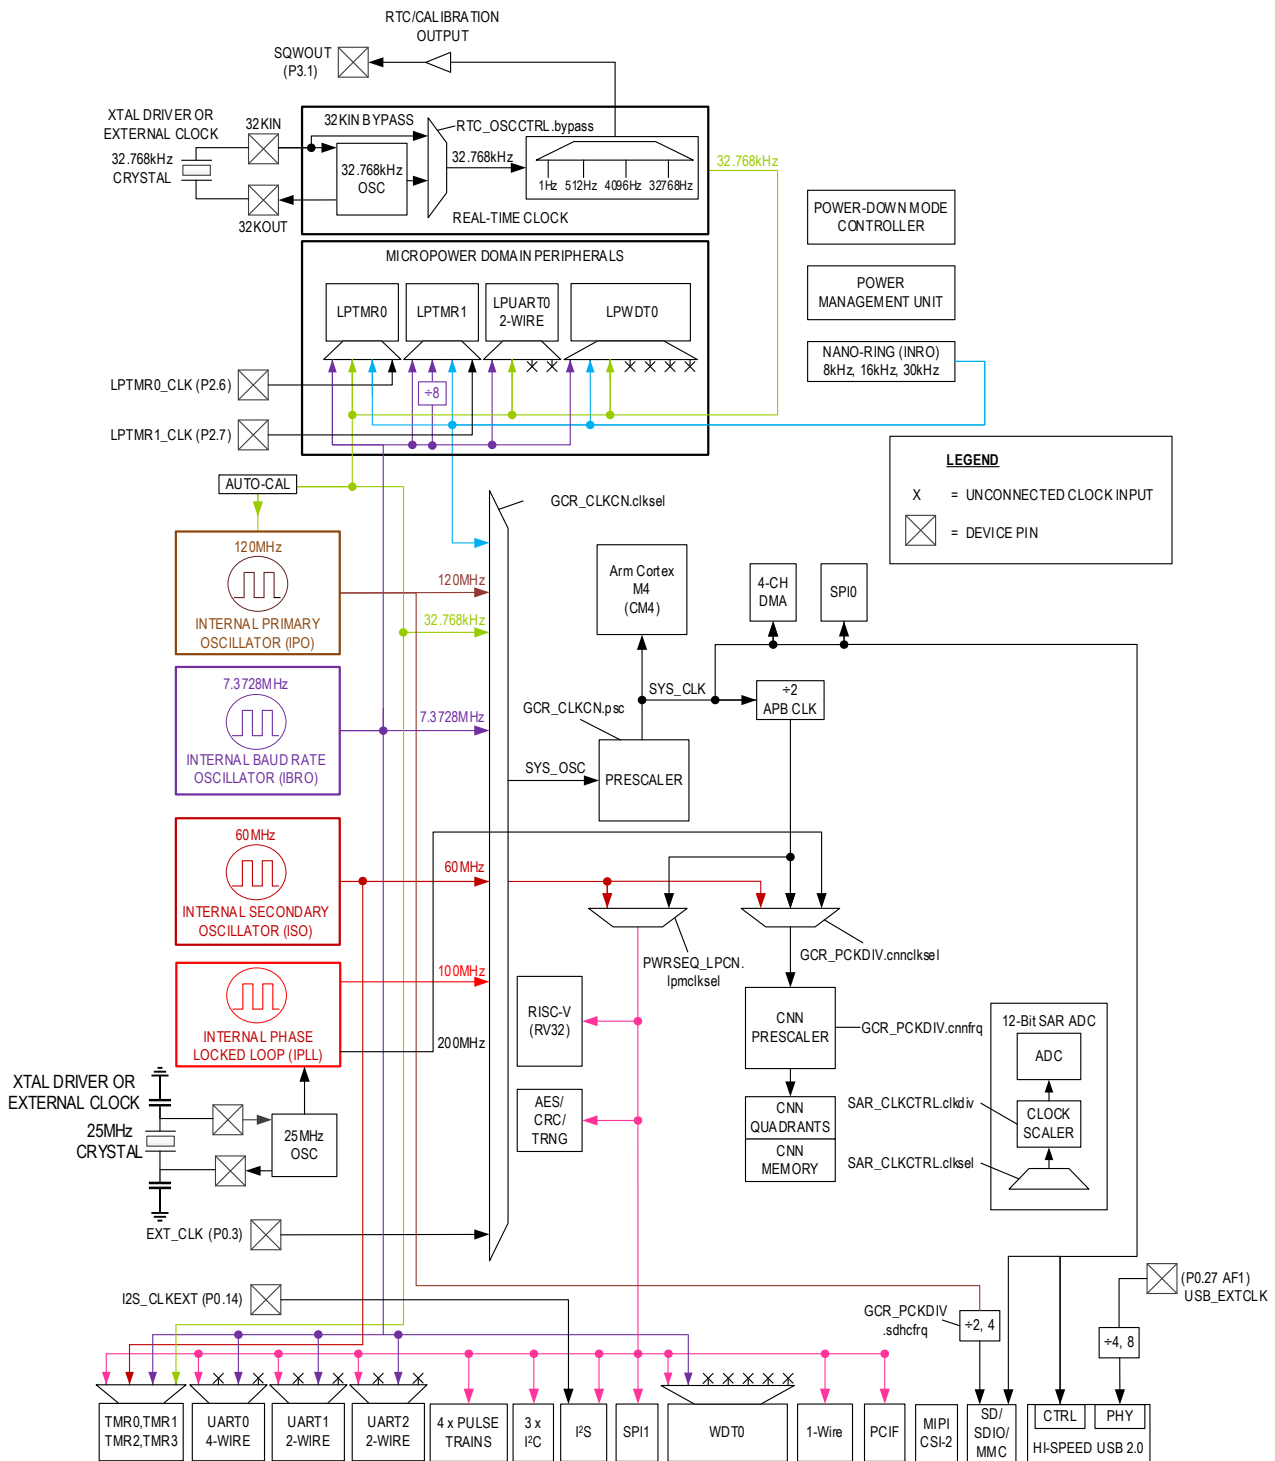 RTC/CALIBRATION
OUTPUT
SQWOUT
(P3.1)
XTAL DRIVER OR
EXTERNAL CLOCK
32.768kHz
CRYSTAL
32KIN
32KOUT
32KIN BYPASS
RTC_OSCCTRL.bypass
32.768kHz
OSC
32.768kHz
1Hz
512Hz
4096Hz
32768Hz
REAL-TIME CLOCK
32.768kHz
POWER-DOWN MODE
CONTROLLER
POWER
MANAGEMENT UNIT
NANO-RING (INRO)
8kHz, 16kHz, 30kHz
MICROPOWER DOMAIN PERIPHERALS
LPTMR0
LPTMR1
LPUART0
2-WIRE
LPWDT0
÷8
LPTMR0_CLK (P2.6)
LPTMR1_CLK (P2.7)
LEGEND
X = UNCONNECTED CLOCK INPUT
= DEVICE PIN
AUTO-CAL
GCR_CLKCN.clksel
120MHz
INTERNAL PRIMARY
OSCILLATOR (IPO)
120MHz
32.768kHz
7.3728MHz
INTERNAL BAUD RATE
OSCILLATOR (IBRO)
7.3728MHz
Arm Cortex
M4
(CM4)
4-CH
DMA
SPI0
SYS_CLK
÷2
APB CLK
GCR_CLKCN.psc
SYS_OSC
PRESCALER
60MHz
INTERNAL SECONDARY
OSCILLATOR (ISO)
60MHz
PWRSEQ_LPCN.
lpmclksel
GCR_PCKDIV.cnnclksel
INTERNAL PHASE
LOCKED LOOP (IPLL)
100MHz
200MHz
RISC-V
(RV32)
CNN
PRESCALER
GCR_PCKDIV.cnnfrq
12-Bit SAR ADC
ADC
SAR_CLKCTRL.clkdiv
CLOCK
SCALER
SAR_CLKCTRL.clksel
XTAL DRIVER OR
EXTERNAL CLOCK
25MHz
CRYSTAL
25MHz
OSC
AES/
CRC/
TRNG
CNN
QUADRANTS
CNN
MEMORY
EXT_CLK (P0.3)
I2S_CLKEXT (P0.14)
GCR_PCKDIV
.sdhcfrq
÷2, 4
(P0.27 AF1)
USB_EXTCLK
÷4, 8
TMR0,TMR1
TMR2,TMR3
UART0
4-WIRE
UART1
2-WIRE
UART2
2-WIRE
4 x PULSE
TRAINS
3 x
I²C
I²S
SPI1
WDT0
1-Wire
PCIF
MIPI
CSI-2
SD/
SDIO/
MMC
CTRL
PHY
HI-SPEED USB 2.0